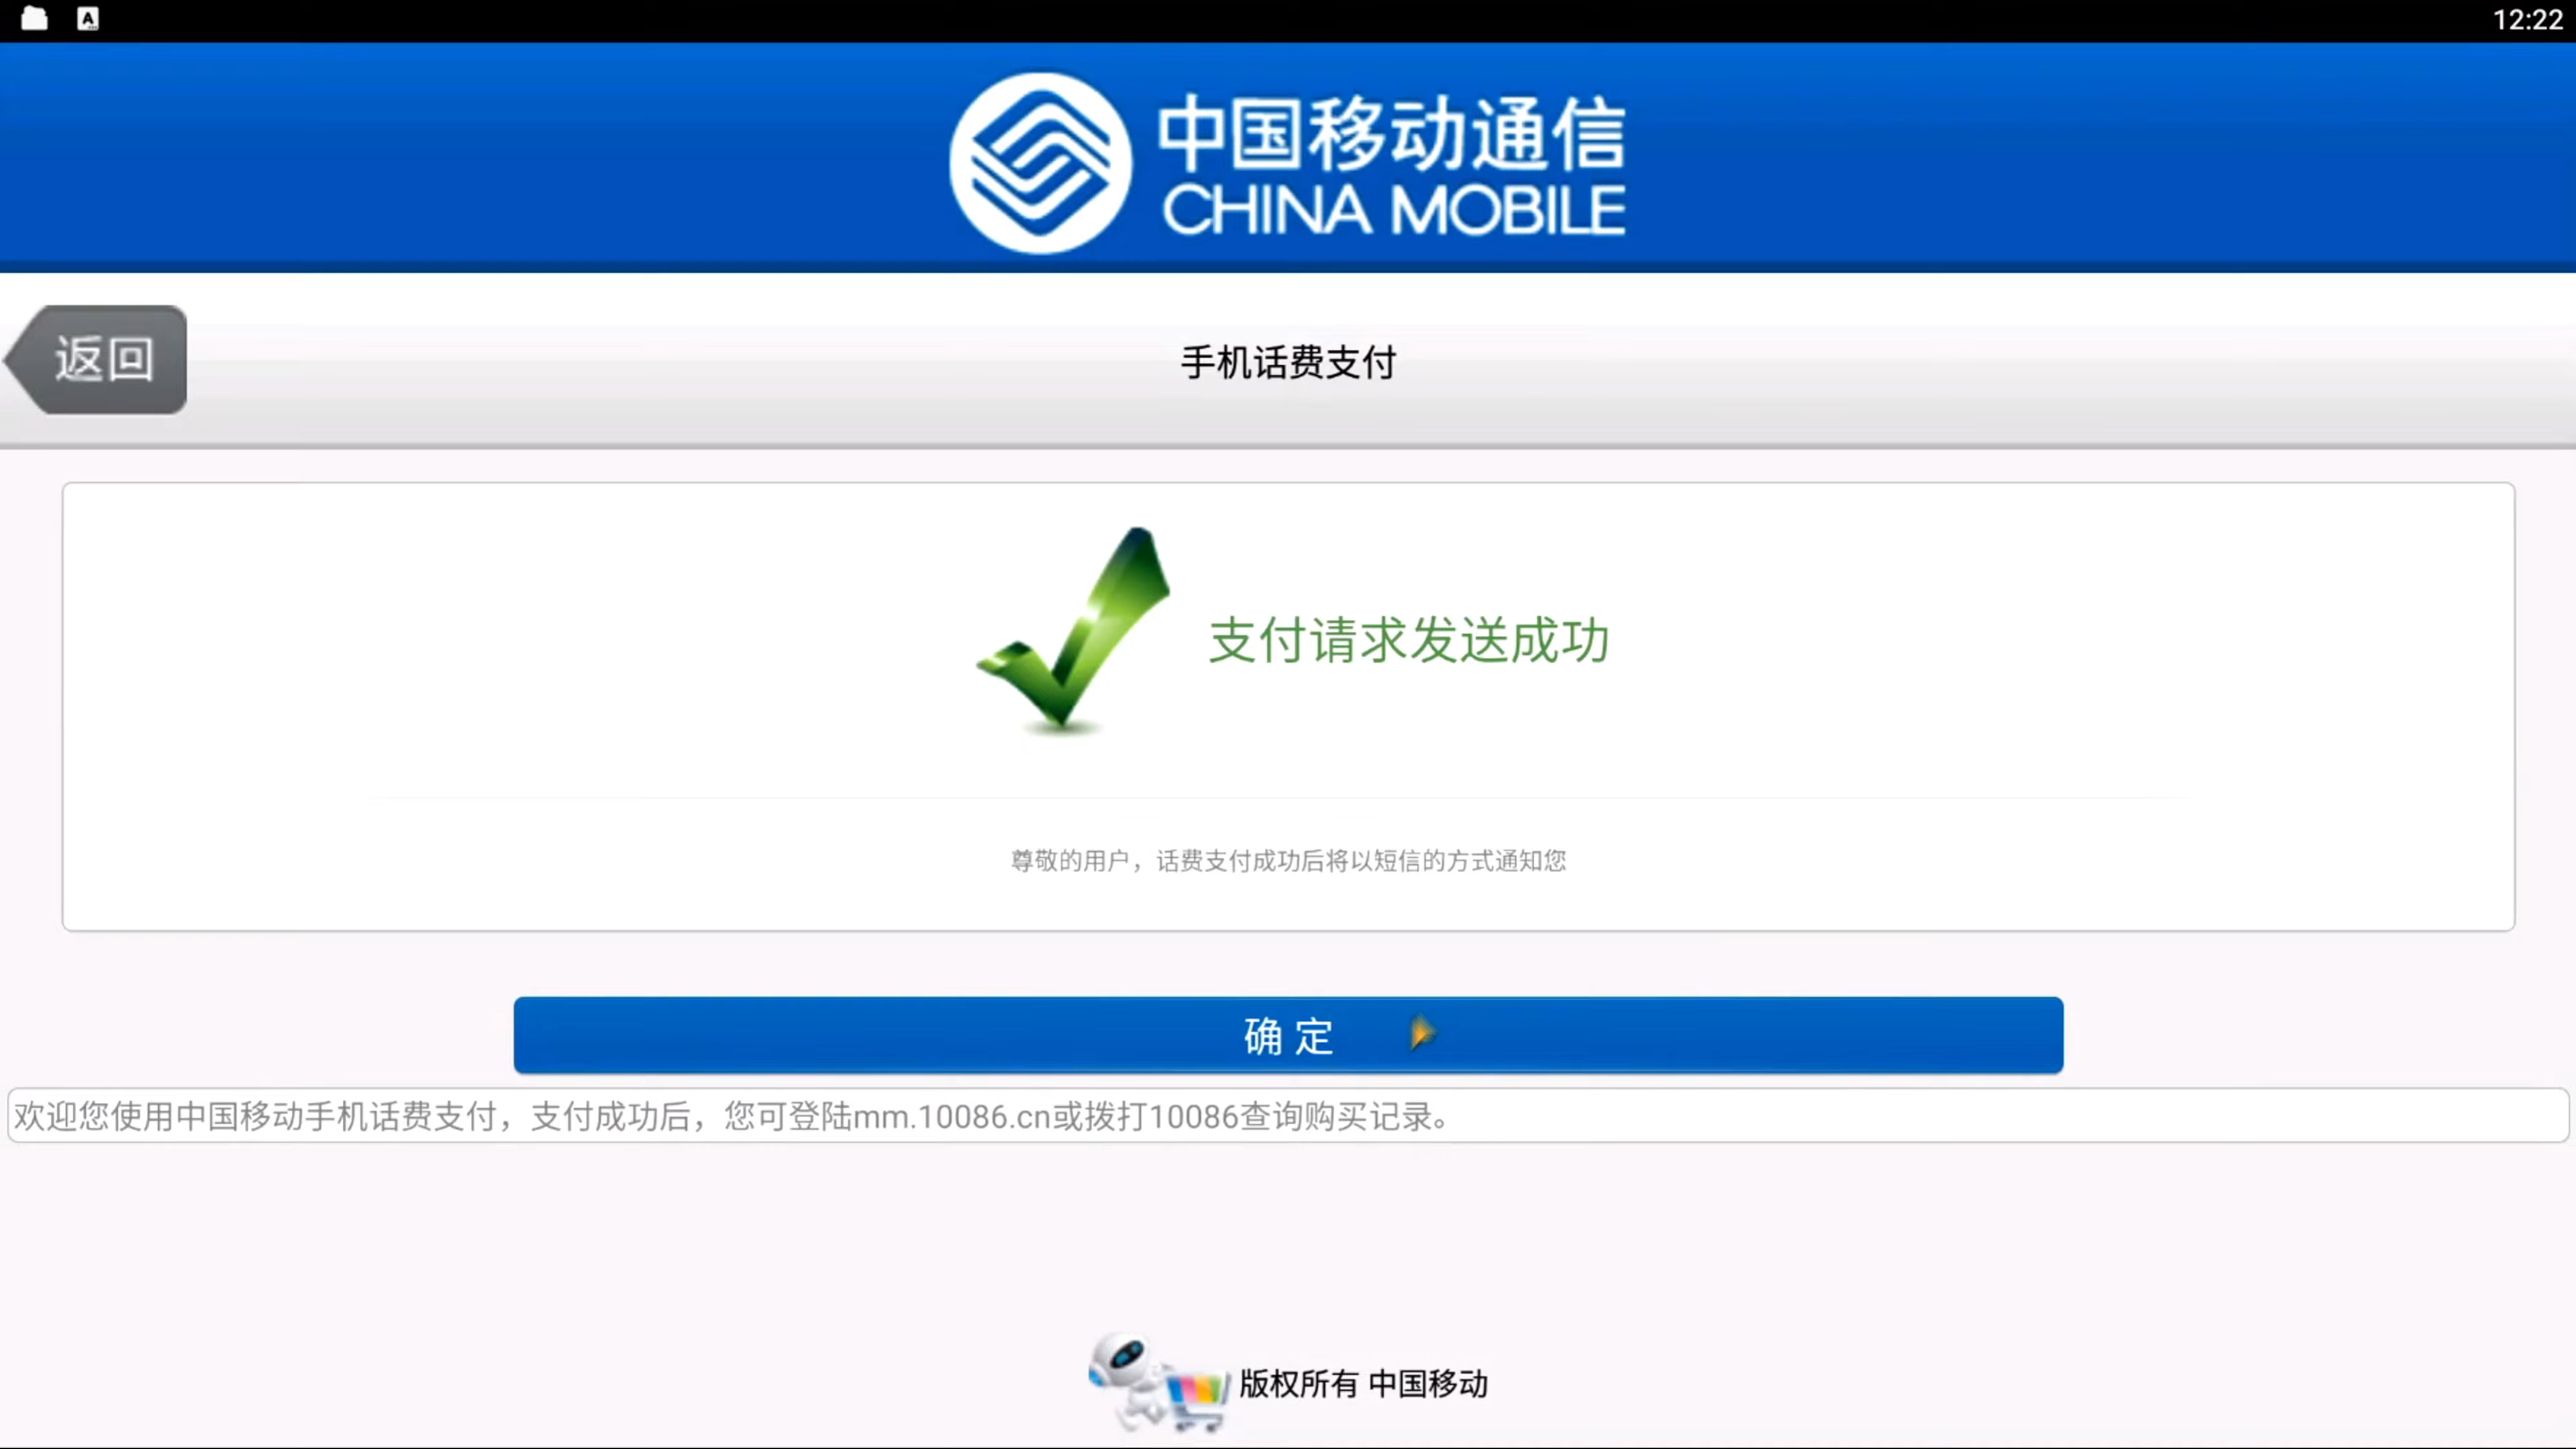 A
12:22
中国移动通信
CHINA MOBILE
返回
手机话费支付
支付请求发送成功
尊敬的用户，话费支付成功后将以短信的方式通知您
确 定
欢迎您使用中国移动手机话费支付，支付成功后，您可登陆mm.10086.cn或拨打10086查询购买记录。
版权所有 中国移动